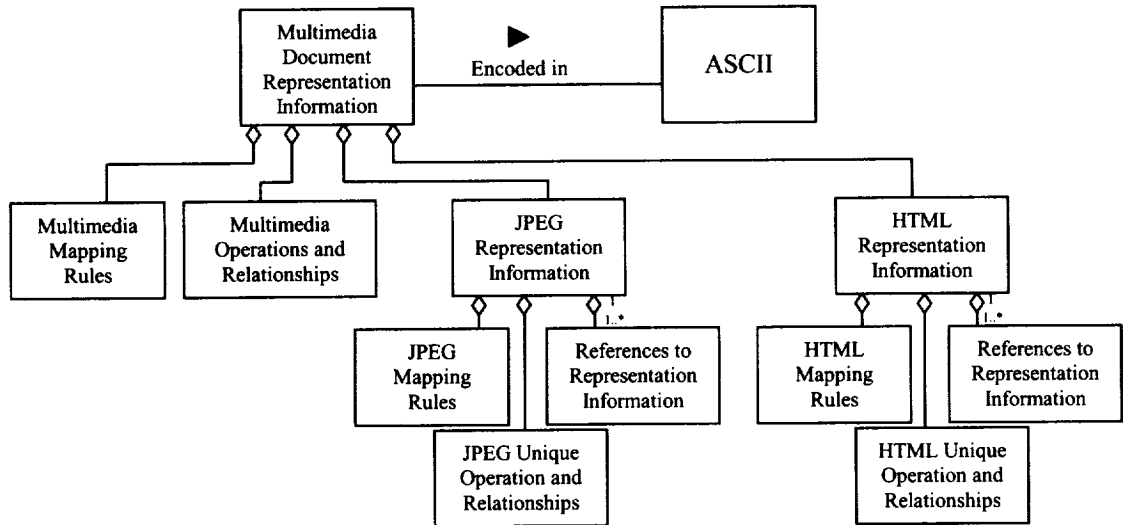 Multimedia
Document
Representation
Information
Encoded in
ASCII
Multimedia
Mapping
Rules
Multimedia
Operations and
Relationships
JPEG
Representation
Information
HTML
Representation
Information
1
1..*
1
1..*
JPEG
Mapping
Rules
References to
Representation
Information
HTML
Mapping
Rules
References to
Representation
Information
JPEG Unique
Operation and
Relationships
HTML Unique
Operation and
Relationships